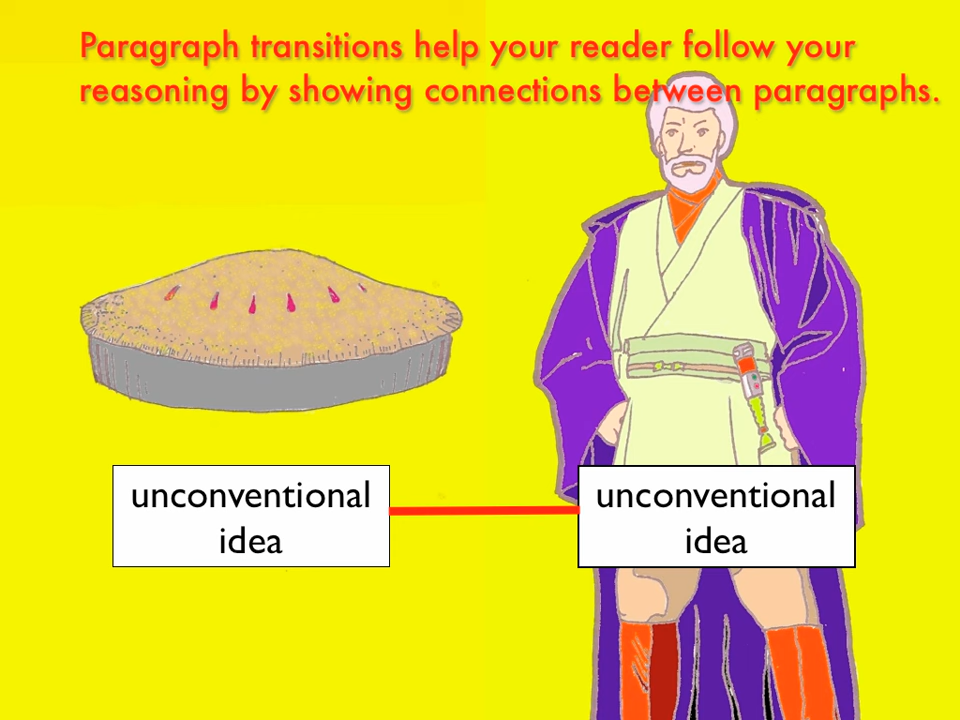 Paragraph transitions help your reader follow your
reasoning by showing connections between paragraphs.
unconventional
idea
unconventional
idea